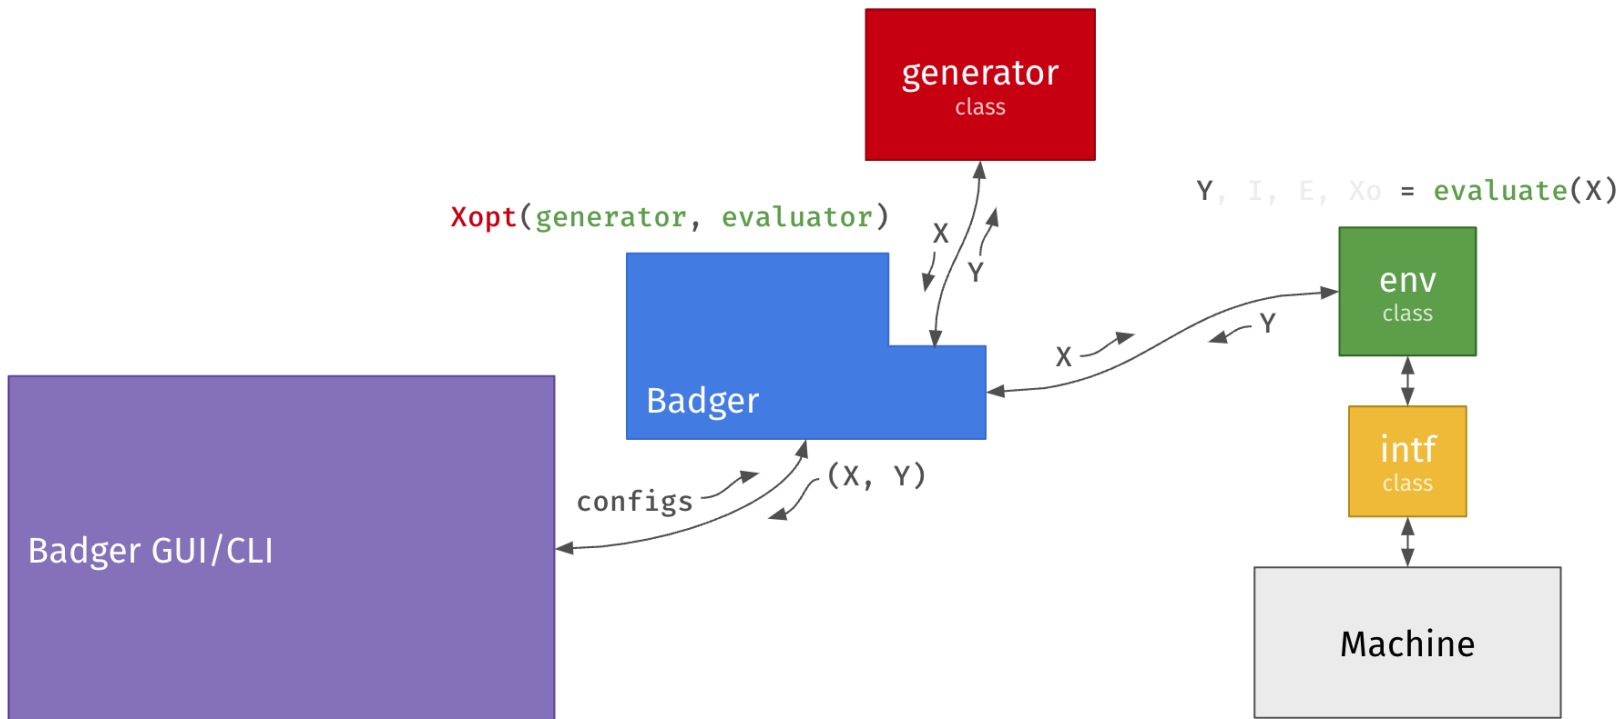 generator
class
Y, I, E, Xo = evaluate(X)
Xopt(generator, evaluator)
X
Y
env
class
Y
X
Badger
intf
class
(X, Y)
configs
Badger GUI/CLI
Machine